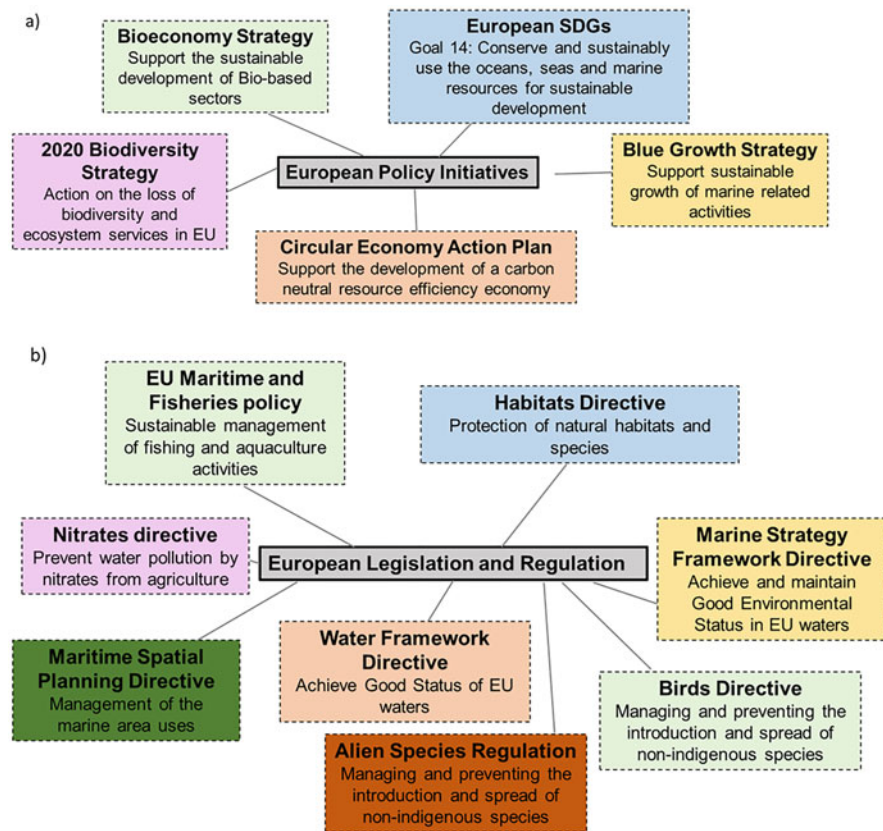 a)
Bioeconomy Strategy
Support the sustainable
development of Bio-based
sectors
European SDGs
Goal 14: Conserve and sustainably
use the oceans, seas and marine
resources for sustainable
development
2020 Biodiversity
Strategy
Action on the loss of
biodiversity and
ecosystem services in EU
European Policy Initiatives
Blue Growth Strategy
Support sustainable
growth of marine related
activities
Circular Economy Action Plan
Support the development of a carbon
neutral resource efficiency economy
b)
EU Maritime and
Fisheries policy
Sustainable management
of fishing and aquaculture
activities
Habitats Directive
Protection of natural habitats and
species
Nitrates directive
Prevent water pollution by
nitrates from agriculture
European Legislation and Regulation
Marine Strategy
Framework Directive
Achieve and maintain
Good Environmental
Status in EU waters
Maritime Spatial
Planning Directive
Management of the
marine area uses
Water Framework
Directive
Achieve Good Status of EU
waters
Birds Directive
Managing and preventing the
introduction and spread of
non-indigenous species
Alien Species Regulation
Managing and preventing the
introduction and spread of
non-indigenous species